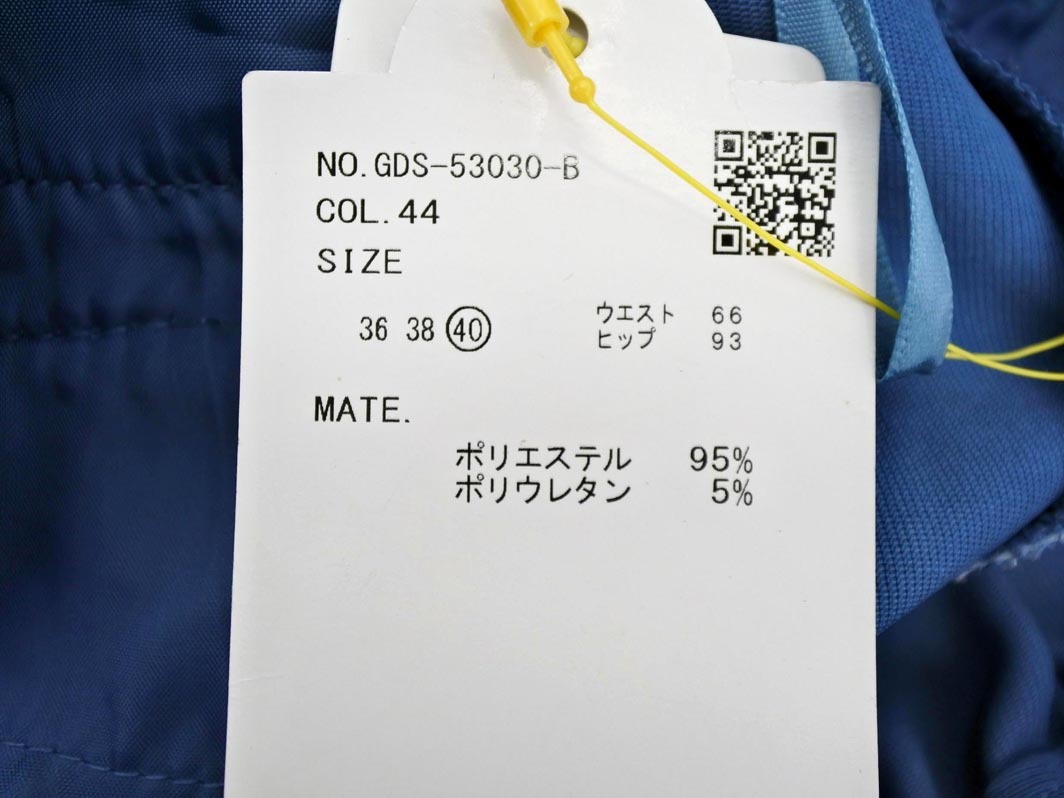 NO.GDS-53030-B
COL.44
SIZE
36 38 40
ウエスト 66
ヒップ 93
MATE.
ポリエステル 95%
ポリウレタン 5%